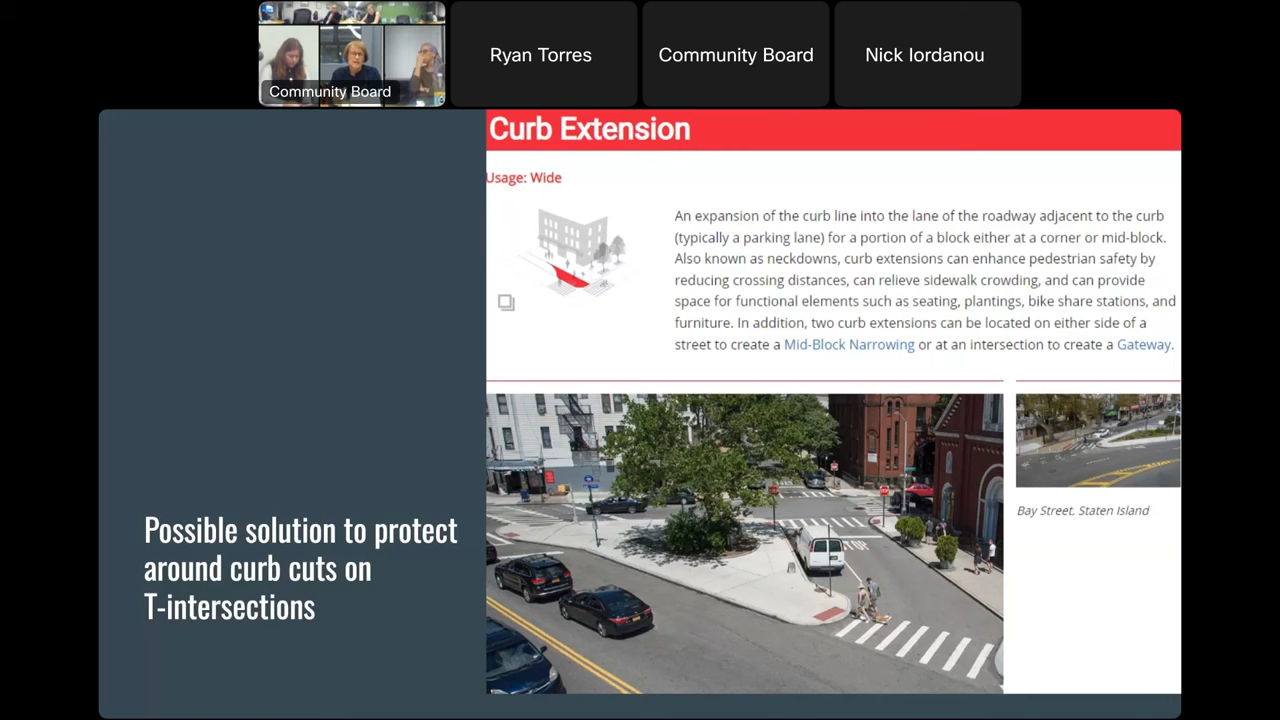 Community Board
Ryan Torres
Community Board
Nick Iordanou
Curb Extension
Usage: Wide
An expansion of the curb line into the lane of the roadway adjacent to the curb
(typically a parking lane) for a portion of a block either at a corner or mid-block.
Also known as neckdowns, curb extensions can enhance pedestrian safety by
reducing crossing distances, can relieve sidewalk crowding, and can provide
space for functional elements such as seating, plantings, bike share stations, and
furniture. In addition, two curb extensions can be located on either side of a
street to create a Mid-Block Narrowing or at an intersection to create a Gateway.
STOP
Bay Street, Staten Island
Possible solution to protect
around curb cuts on
T-intersections